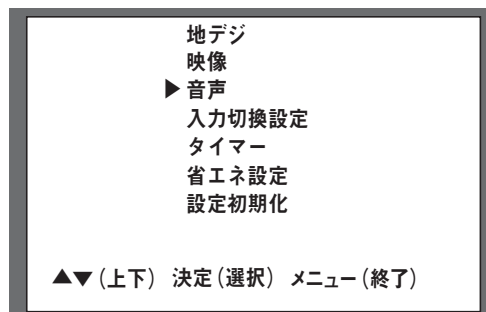 地デジ
映像
▶音声
入力切換設定
タイマー
省エネ設定
設定初期化
▲▼(上下) 決定(選択) メニュー(終了)